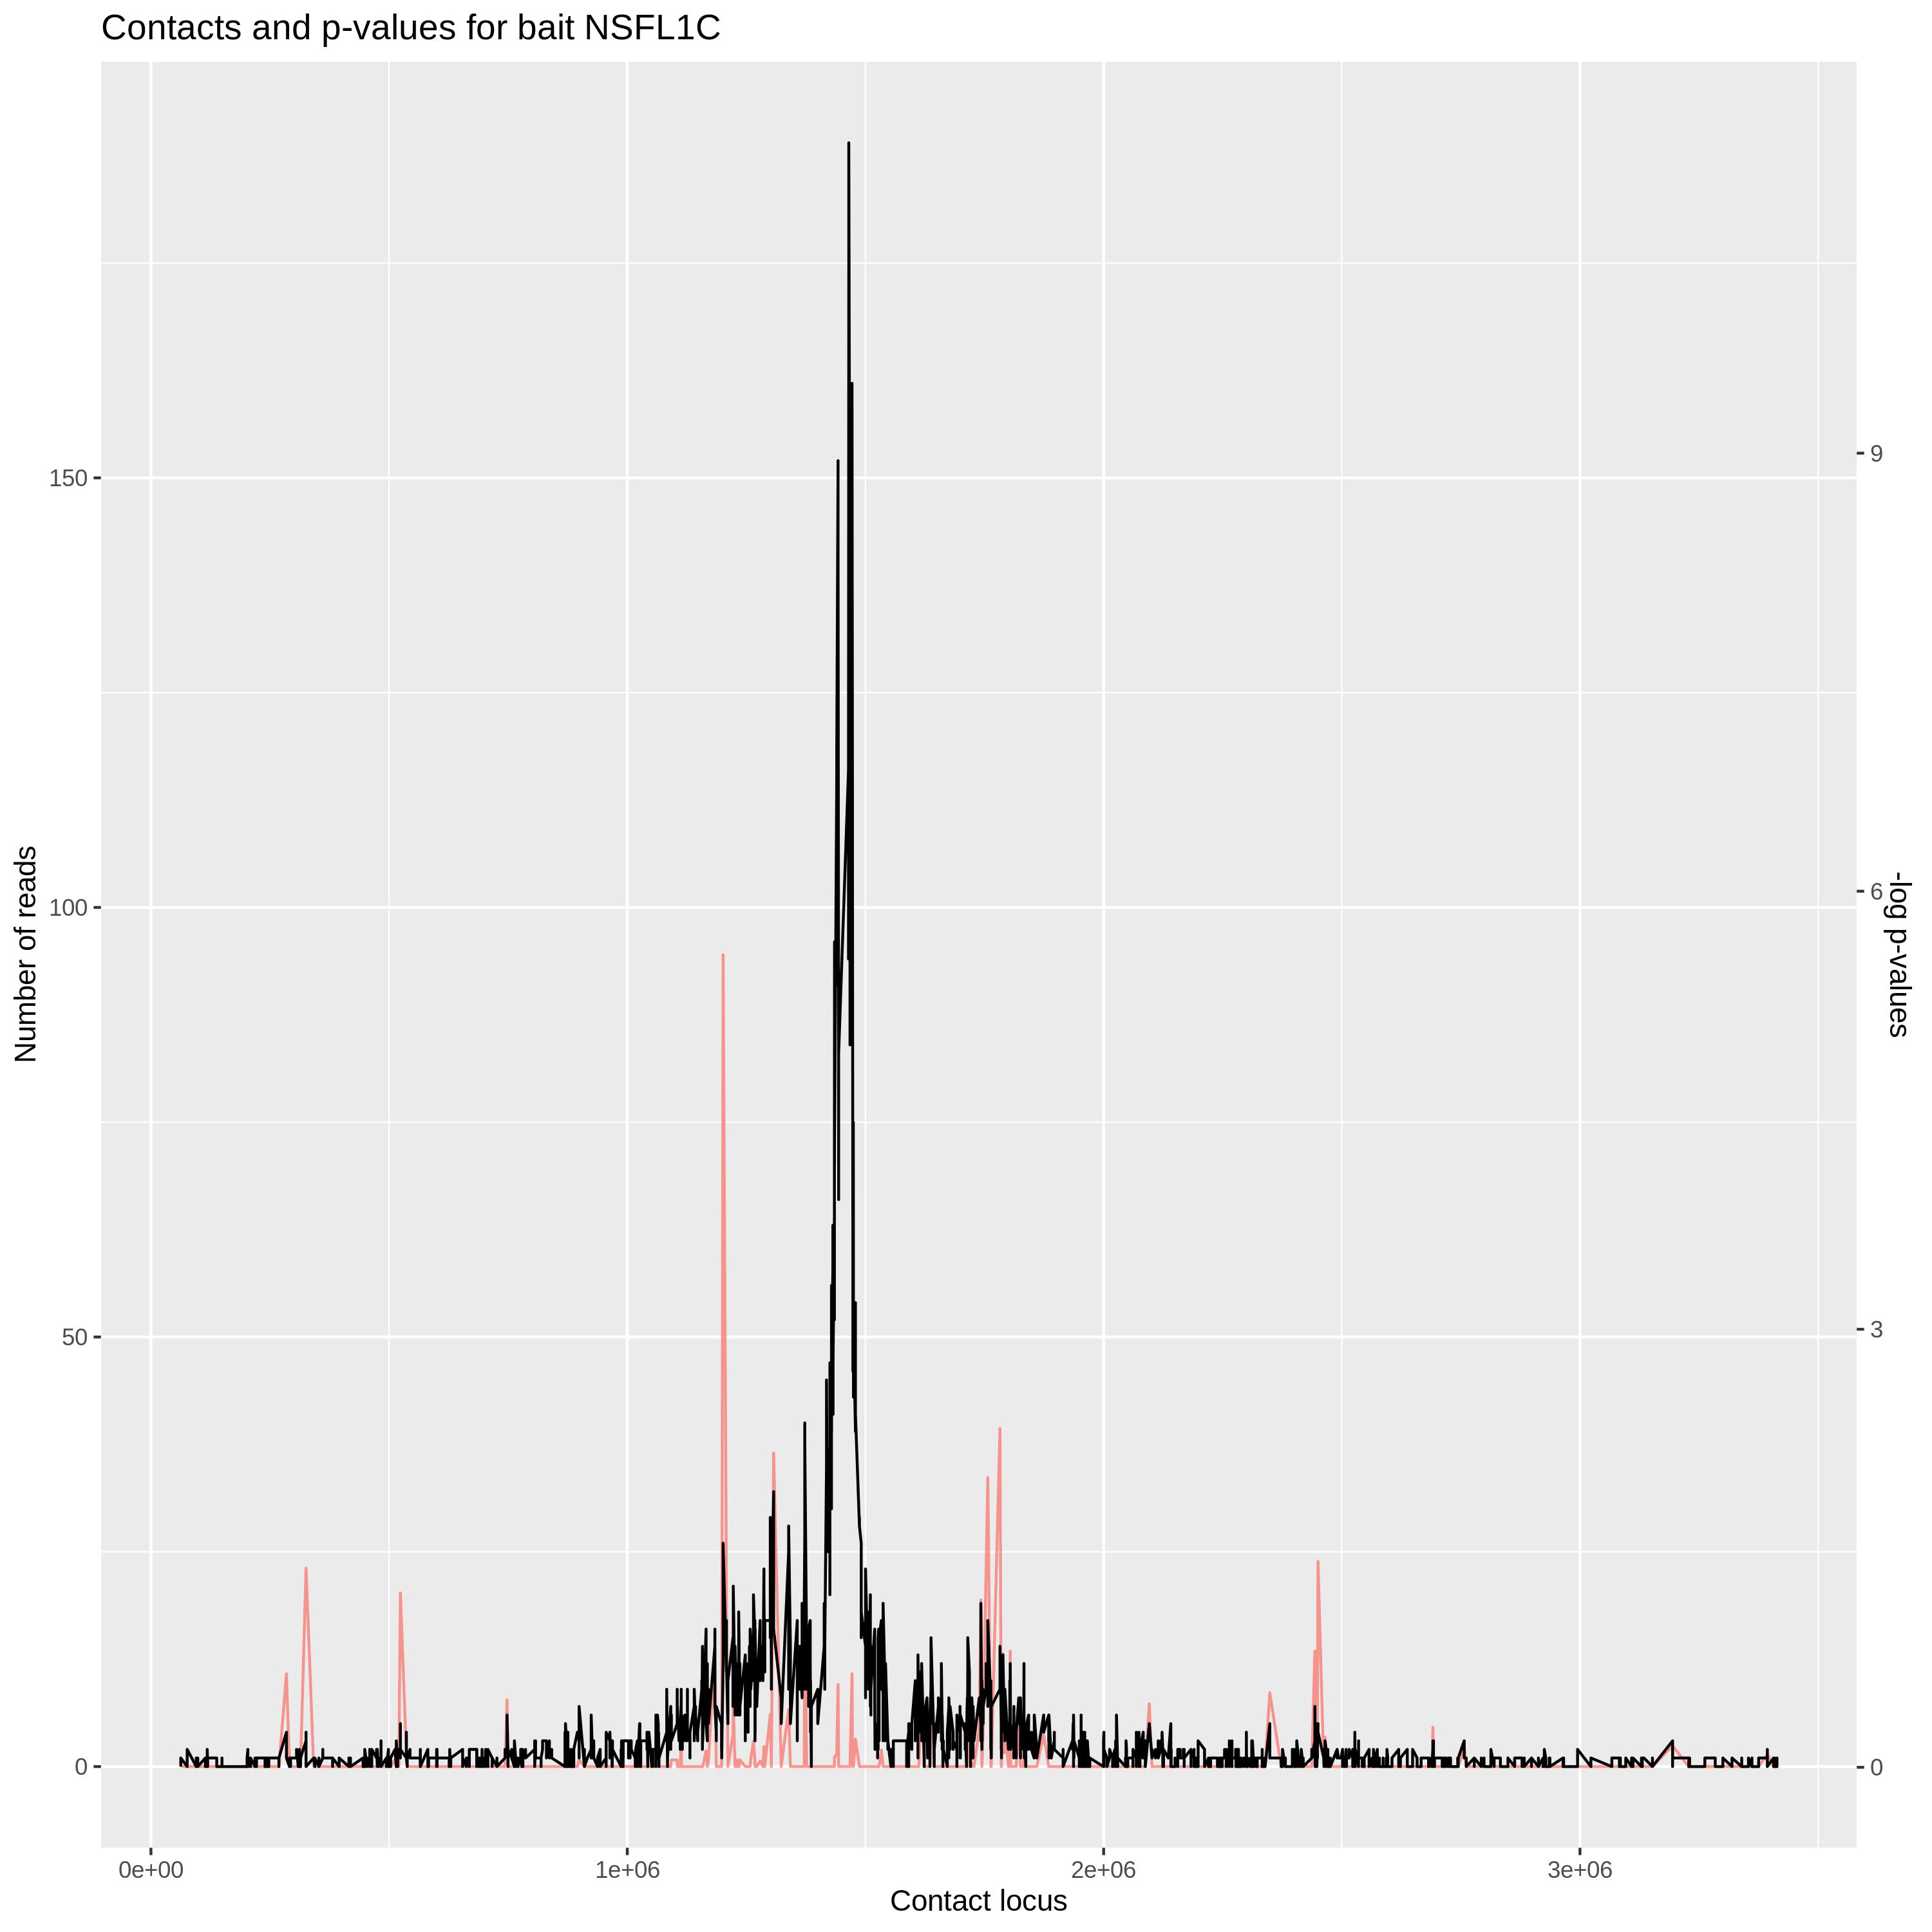 Contacts and p-values for bait NSFL1C
Number of reads
150
100
50
0
9
6
3
0
-log p-values
0e+00
1e+06
2e+06
3e+06
Contact locus